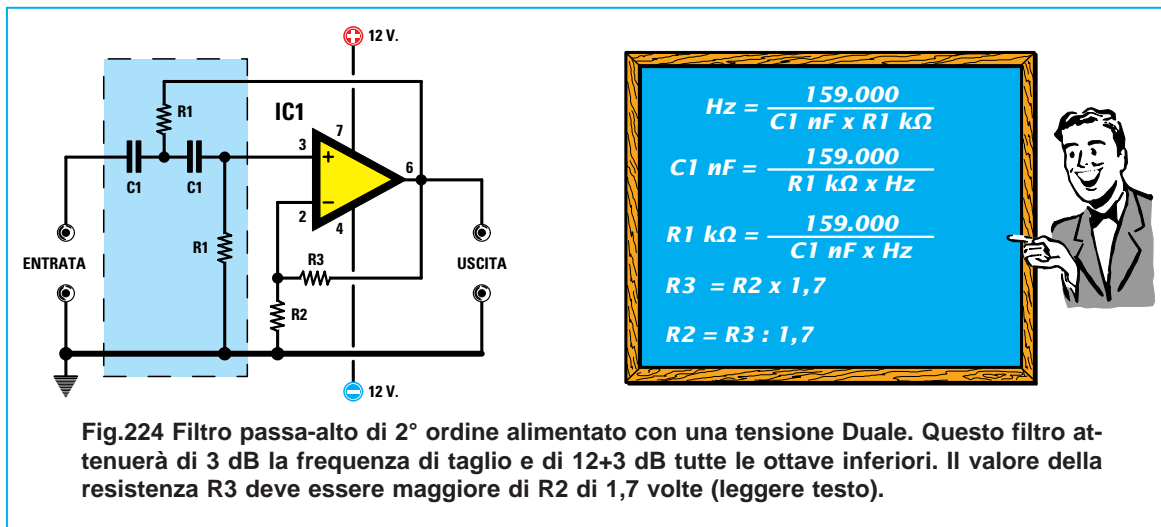 12 V.
R1
IC1
7
3
+
6
C1
C1
2
−
4
R1
R3
ENTRATA
USCITA
R2
12 V.
Hz = 159.000 / C1 nF x R1 kΩ
C1 nF = 159.000 / R1 kΩ x Hz
R1 kΩ = 159.000 / C1 nF x Hz
R3 = R2 x 1,7
R2 = R3 : 1,7
Fig.224 Filtro passa-alto di 2° ordine alimentato con una tensione Duale. Questo filtro at-
tenuerà di 3 dB la frequenza di taglio e di 12+3 dB tutte le ottave inferiori. Il valore della
resistenza R3 deve essere maggiore di R2 di 1,7 volte (leggere testo).